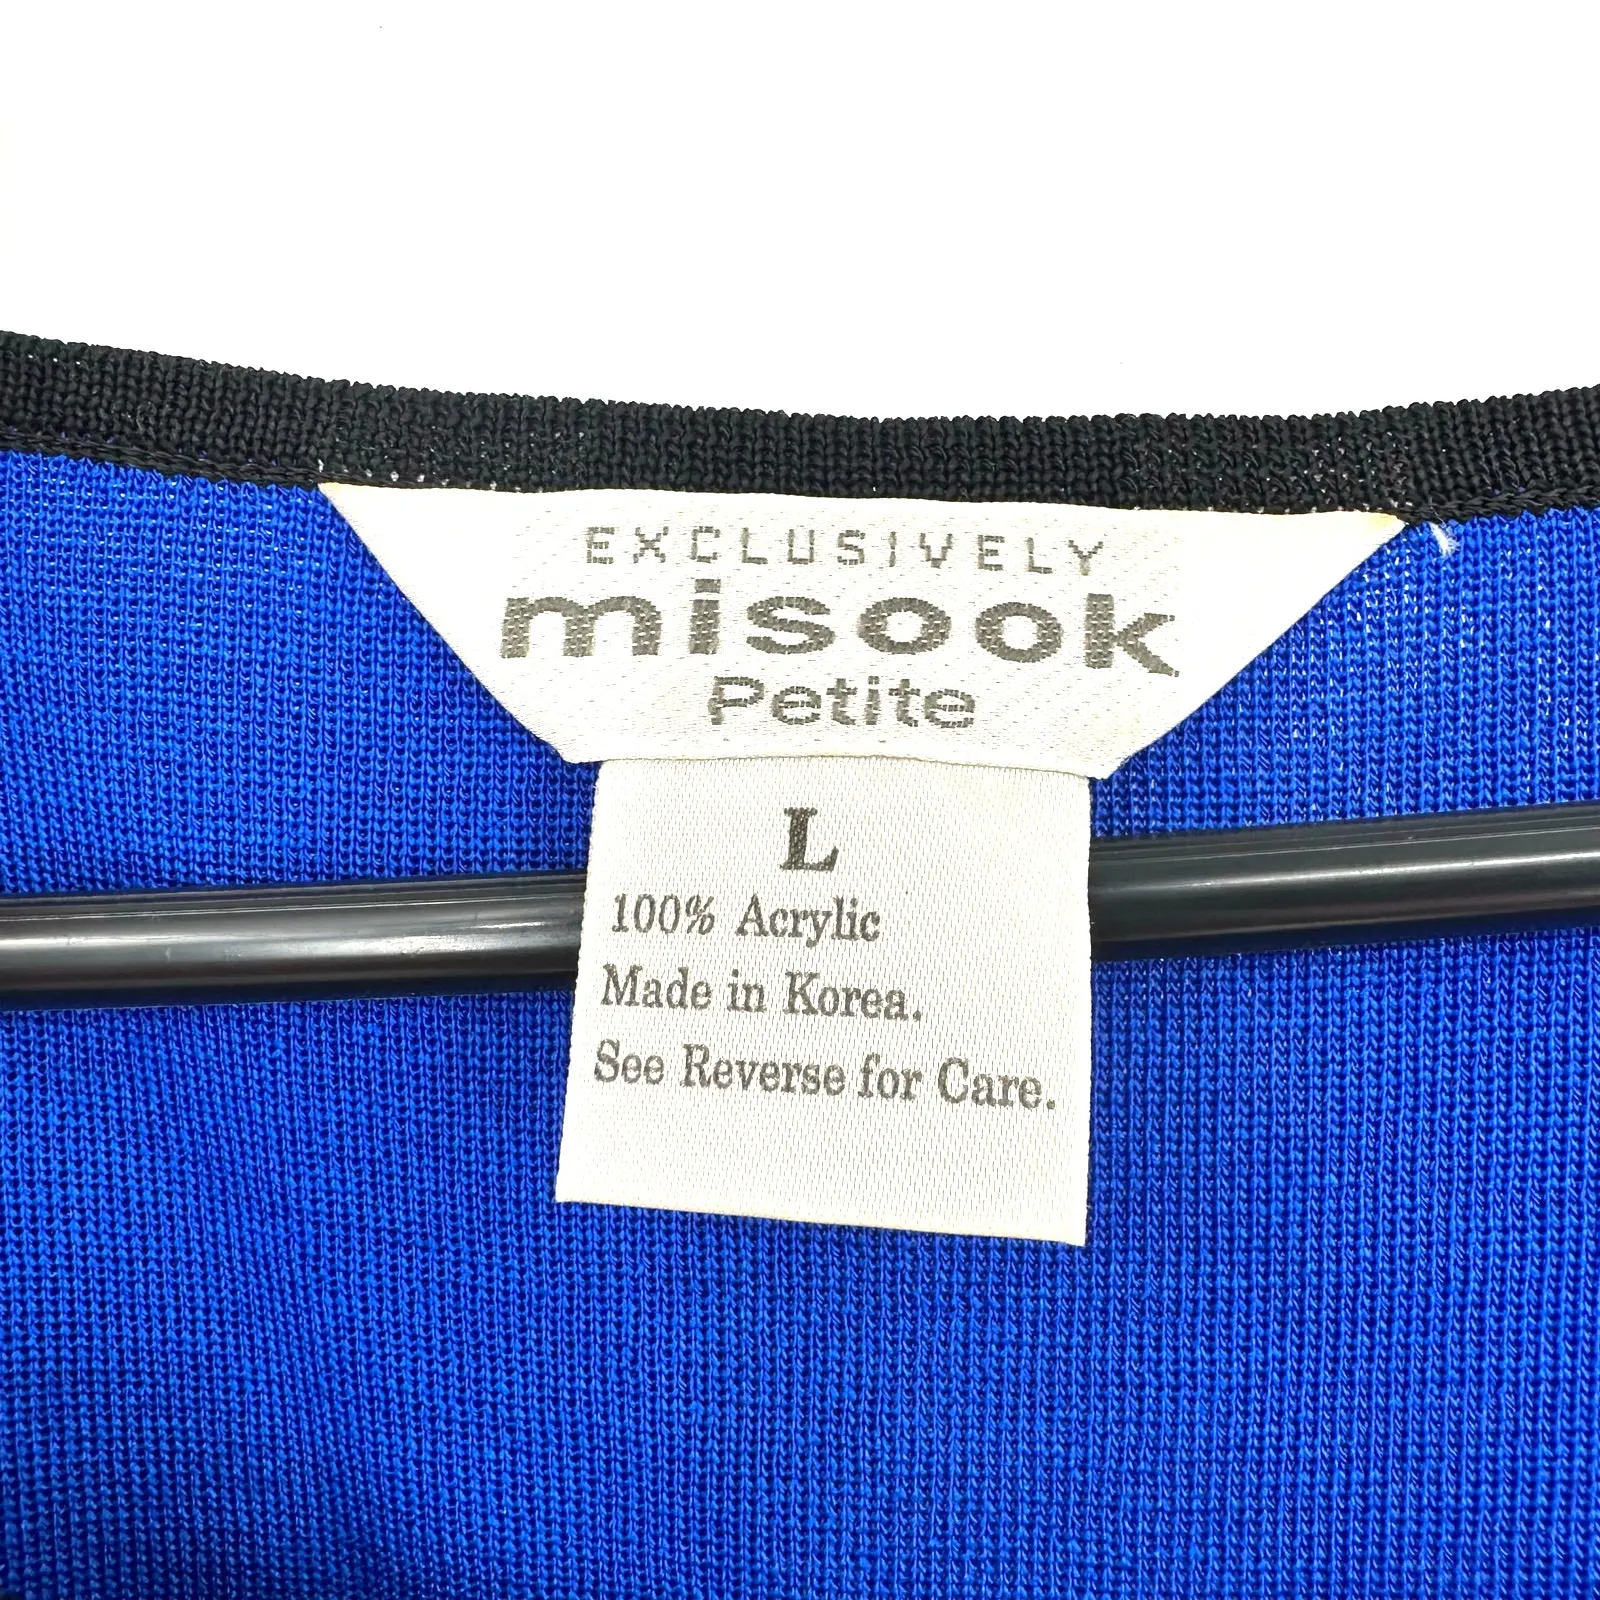 EXCLUSIVELY
misook
Petite
L
100% Acrylic
Made in Korea.
See Reverse for Care.